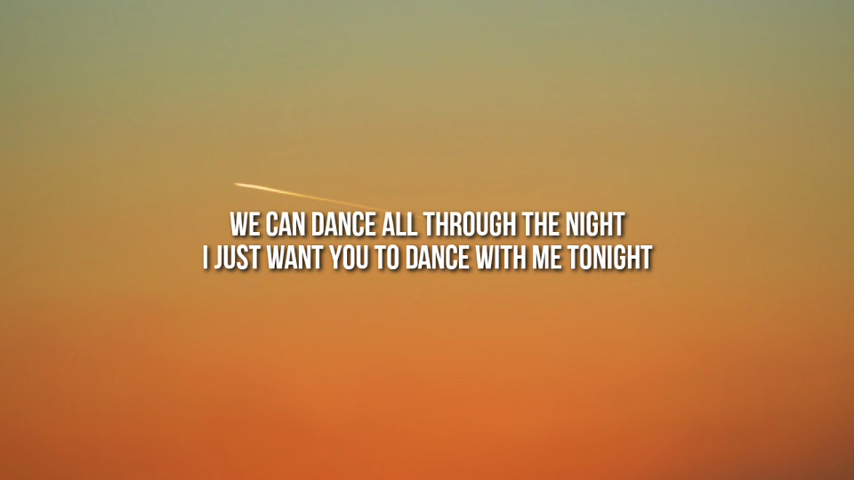 WE CAN DANCE ALL THROUGH THE NIGHT
I JUST WANT YOU TO DANCE WITH ME TONIGHT